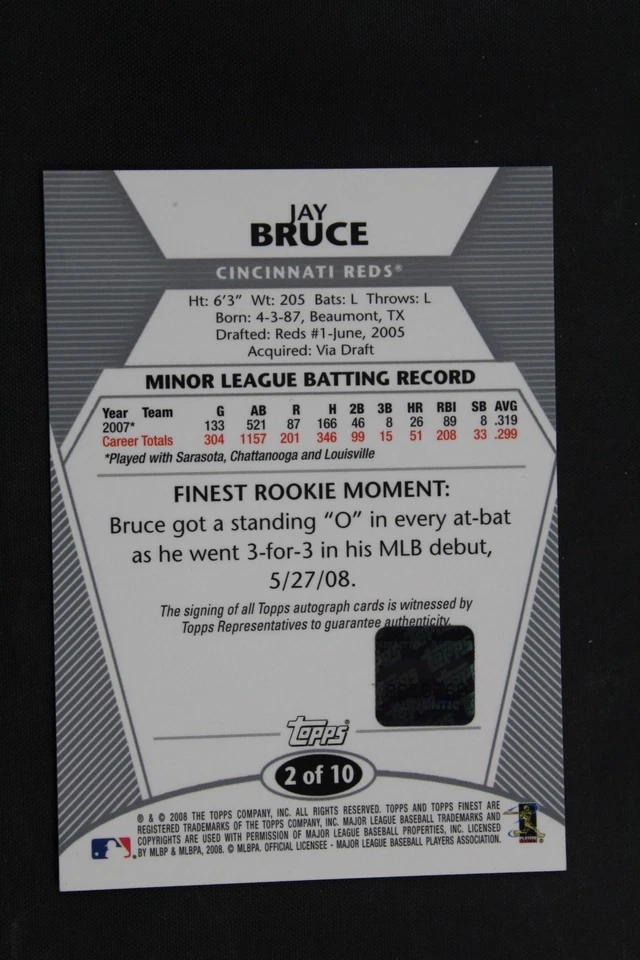 JAY
BRUCE
CINCINNATI REDS®
Ht: 6'3" Wt: 205 Bats: L Throws: L
Born: 4-3-87, Beaumont, TX
Drafted: Reds #1-June, 2005
Acquired: Via Draft
MINOR LEAGUE BATTING RECORD
Year Team G AB R H 2B 3B HR RBI SB AVG
2007* 133 521 87 166 46 8 26 89 8 .319
Career Totals 304 1157 201 346 99 15 51 208 33 .299
*Played with Sarasota, Chattanooga and Louisville
FINEST ROOKIE MOMENT:
Bruce got a standing "O" in every at-bat
as he went 3-for-3 in his MLB debut,
5/27/08.
The signing of all Topps autograph cards is witnessed by
Topps Representatives to guarantee authenticity.
Topps
AUTHENTIC
Topps®
2 of 10
® & © 2008 THE TOPPS COMPANY, INC. ALL RIGHTS RESERVED. TOPPS AND TOPPS FINEST ARE
REGISTERED TRADEMARKS OF THE TOPPS COMPANY, INC. MAJOR LEAGUE BASEBALL TRADEMARKS AND
COPYRIGHTS ARE USED WITH PERMISSION OF MAJOR LEAGUE BASEBALL PROPERTIES, INC. LICENSED
BY MLBP & MLBPA, 2008. © MLBPA. OFFICIAL LICENSEE - MAJOR LEAGUE BASEBALL PLAYERS ASSOCIATION.